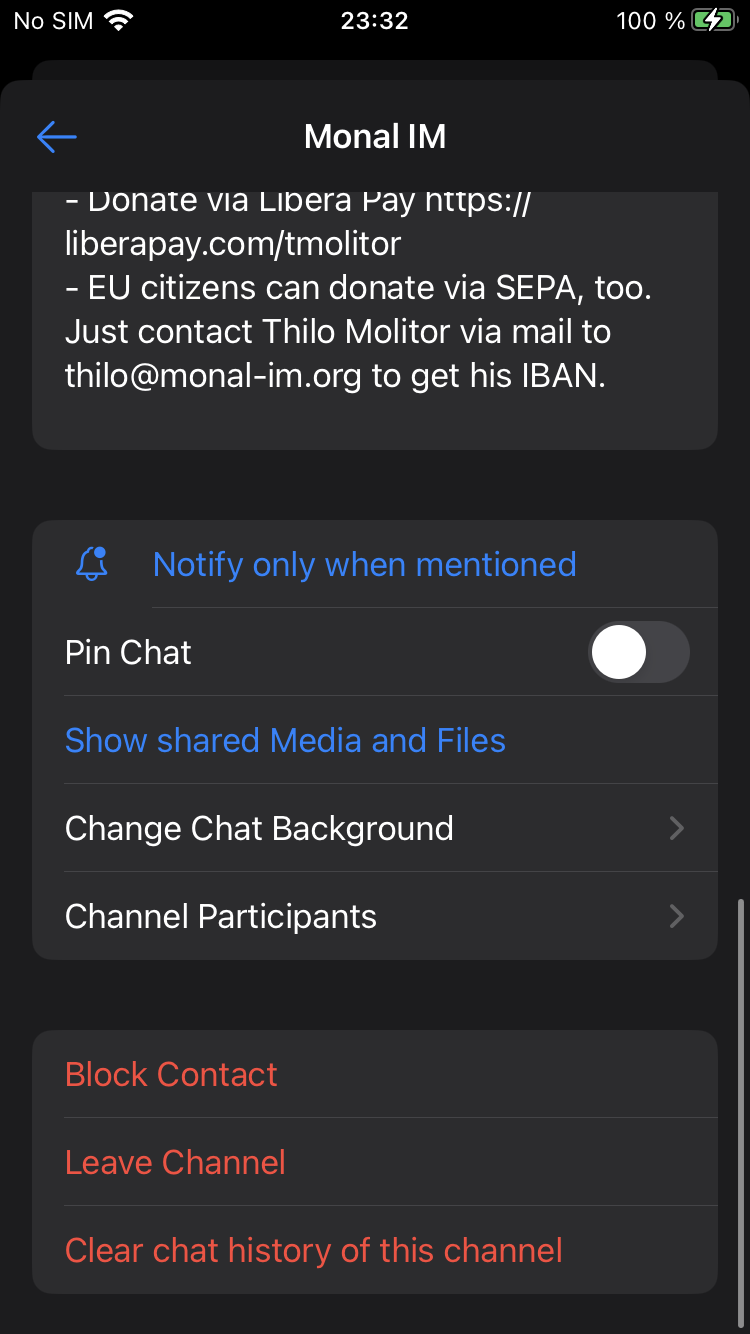 No SIM 23:32 100 %
Monal IM
- Donate via Libera Pay https://
liberapay.com/tmolitor
- EU citizens can donate via SEPA, too.
Just contact Thilo Molitor via mail to
thilo@monal-im.org to get his IBAN.
Notify only when mentioned
Pin Chat
Show shared Media and Files
Change Chat Background
Channel Participants
Block Contact
Leave Channel
Clear chat history of this channel